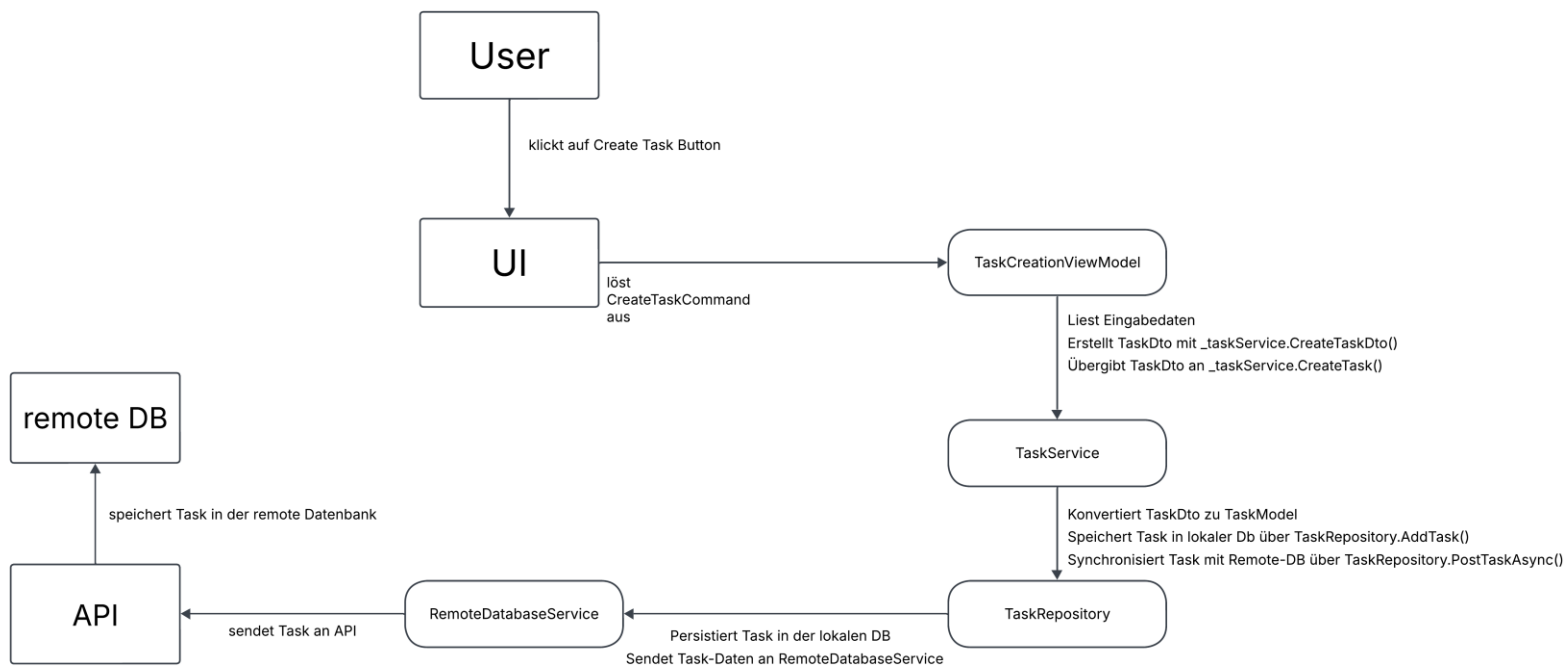 User
klickt auf Create Task Button
UI
löst
CreateTaskCommand
aus
TaskCreationViewModel
Liest Eingabedaten
Erstellt TaskDto mit _taskService.CreateTaskDto()
Übergibt TaskDto an _taskService.CreateTask()
TaskService
Konvertiert TaskDto zu TaskModel
Speichert Task in lokaler Db über TaskRepository.AddTask()
Synchronisiert Task mit Remote-DB über TaskRepository.PostTaskAsync()
TaskRepository
Persistiert Task in der lokalen DB
Sendet Task-Daten an RemoteDatabaseService
RemoteDatabaseService
sendet Task an API
API
speichert Task in der remote Datenbank
remote DB